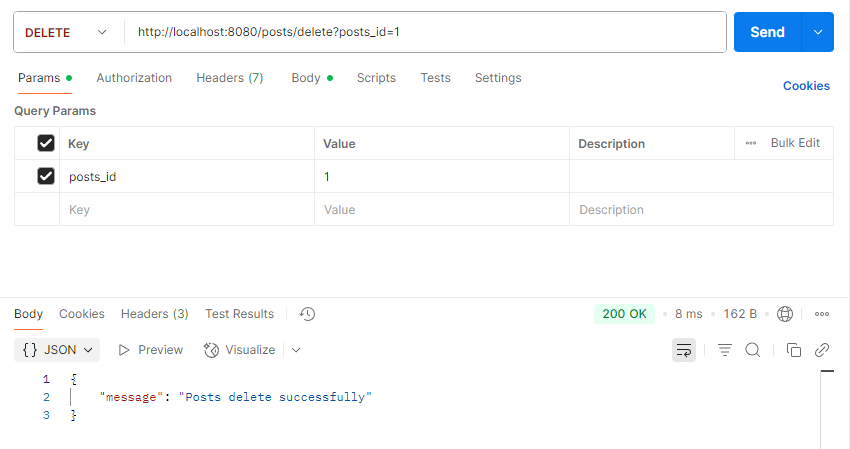 DELETE http://localhost:8080/posts/delete?posts_id=1 Send
Params Authorization Headers (7) Body Scripts Tests Settings Cookies
Query Params
Key Value Description Bulk Edit
posts_id 1
Key Value Description
Body Cookies Headers (3) Test Results 200 OK 8 ms 162 B
{} JSON Preview Visualize
1 {
2 "message": "Posts delete successfully"
3 }